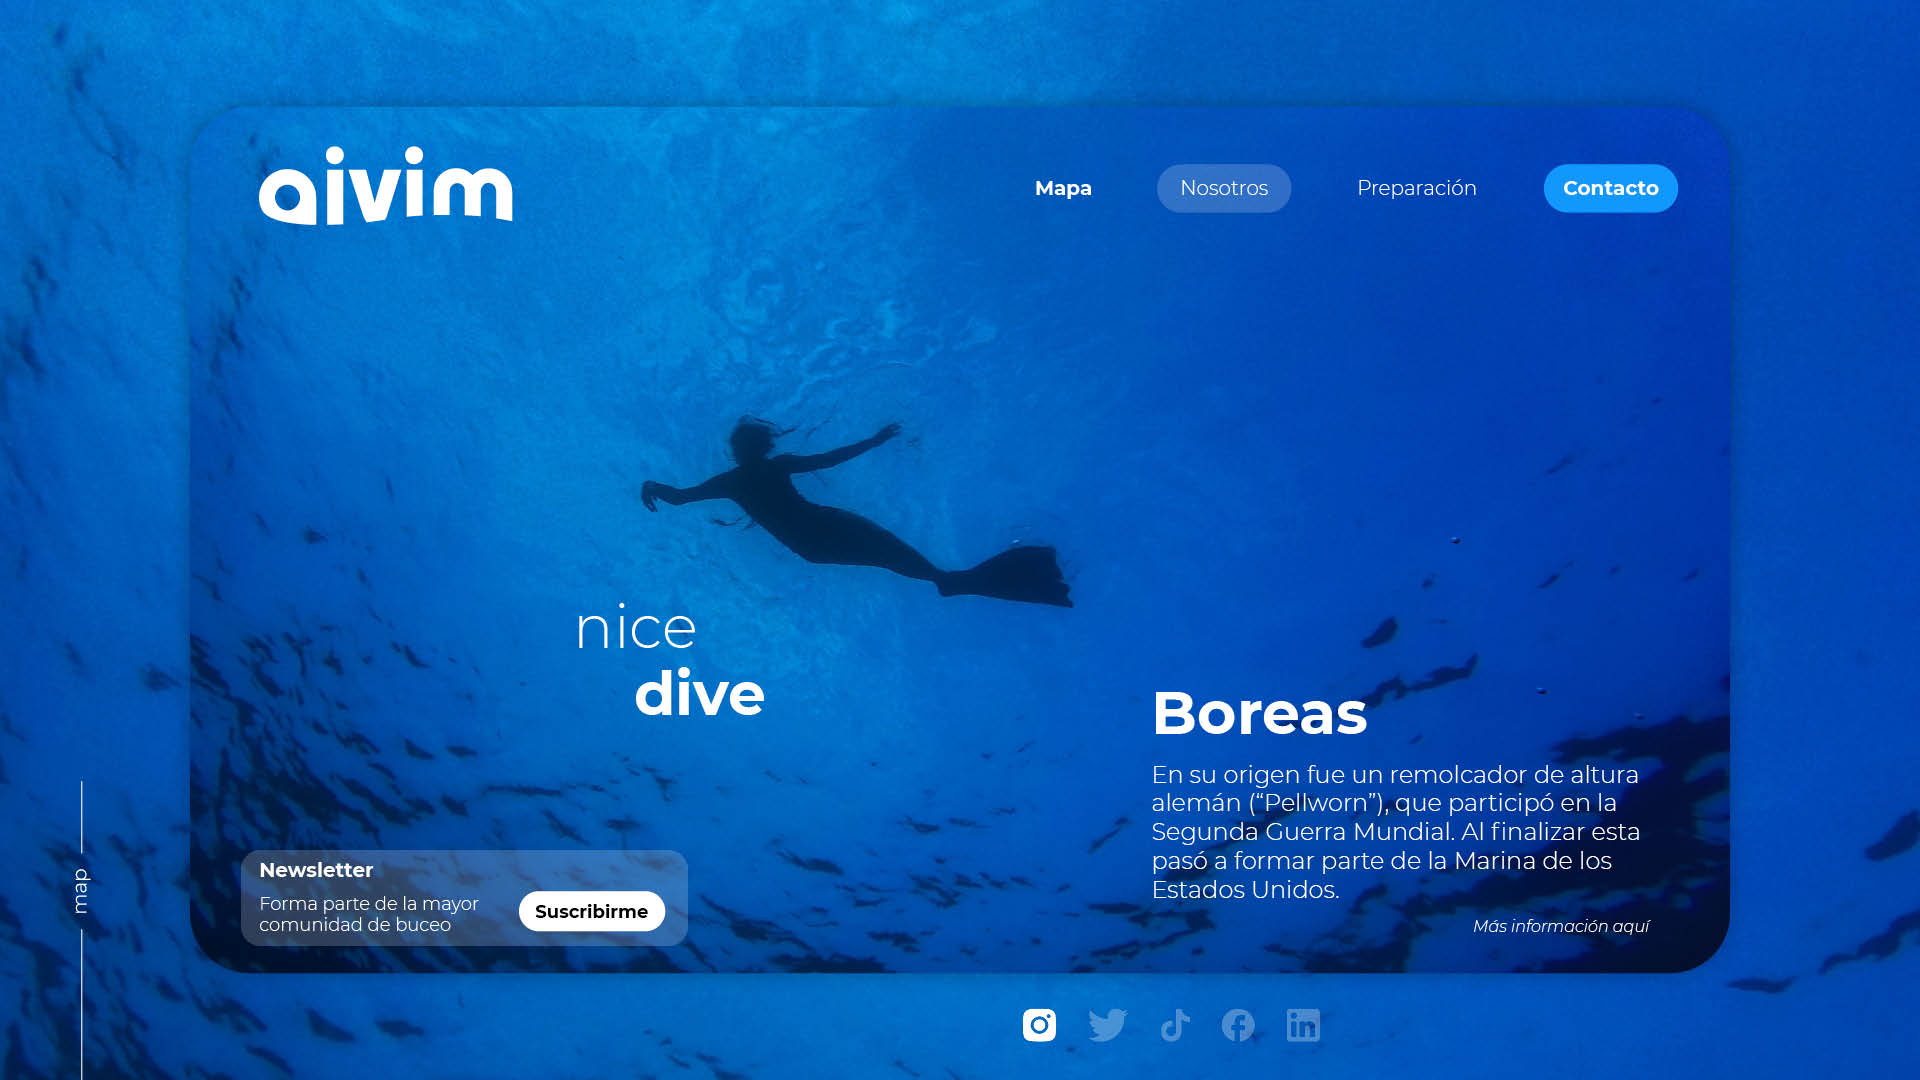 aivim
Mapa
Nosotros
Preparación
Contacto
nice
dive
Boreas
En su origen fue un remolcador de altura
alemán (“Pellworn”), que participó en la
Segunda Guerra Mundial. Al finalizar esta
pasó a formar parte de la Marina de los
Estados Unidos.
Más información aquí
Newsletter
Forma parte de la mayor
comunidad de buceo
Suscribirme
map
in